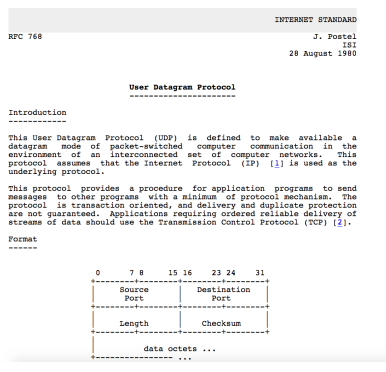 INTERNET STANDARD
RFC 768 J. Postel
ISI
28 August 1980
User Datagram Protocol
----------------------
Introduction
------------
This User Datagram Protocol (UDP) is defined to make available a
datagram mode of packet-switched computer communication in the
environment of an interconnected set of computer networks. This
protocol assumes that the Internet Protocol (IP) [1] is used as the
underlying protocol.
This protocol provides a procedure for application programs to send
messages to other programs with a minimum of protocol mechanism. The
protocol is transaction oriented, and delivery and duplicate protection
are not guaranteed. Applications requiring ordered reliable delivery of
streams of data should use the Transmission Control Protocol (TCP) [2].
Format
------
0 7 8 15 16 23 24 31
+--------+--------+--------+--------+
| Source | Destination |
| Port | Port |
+--------+--------+--------+--------+
| Length | Checksum |
+--------+--------+--------+--------+
| data octets ...
+---------------- ...